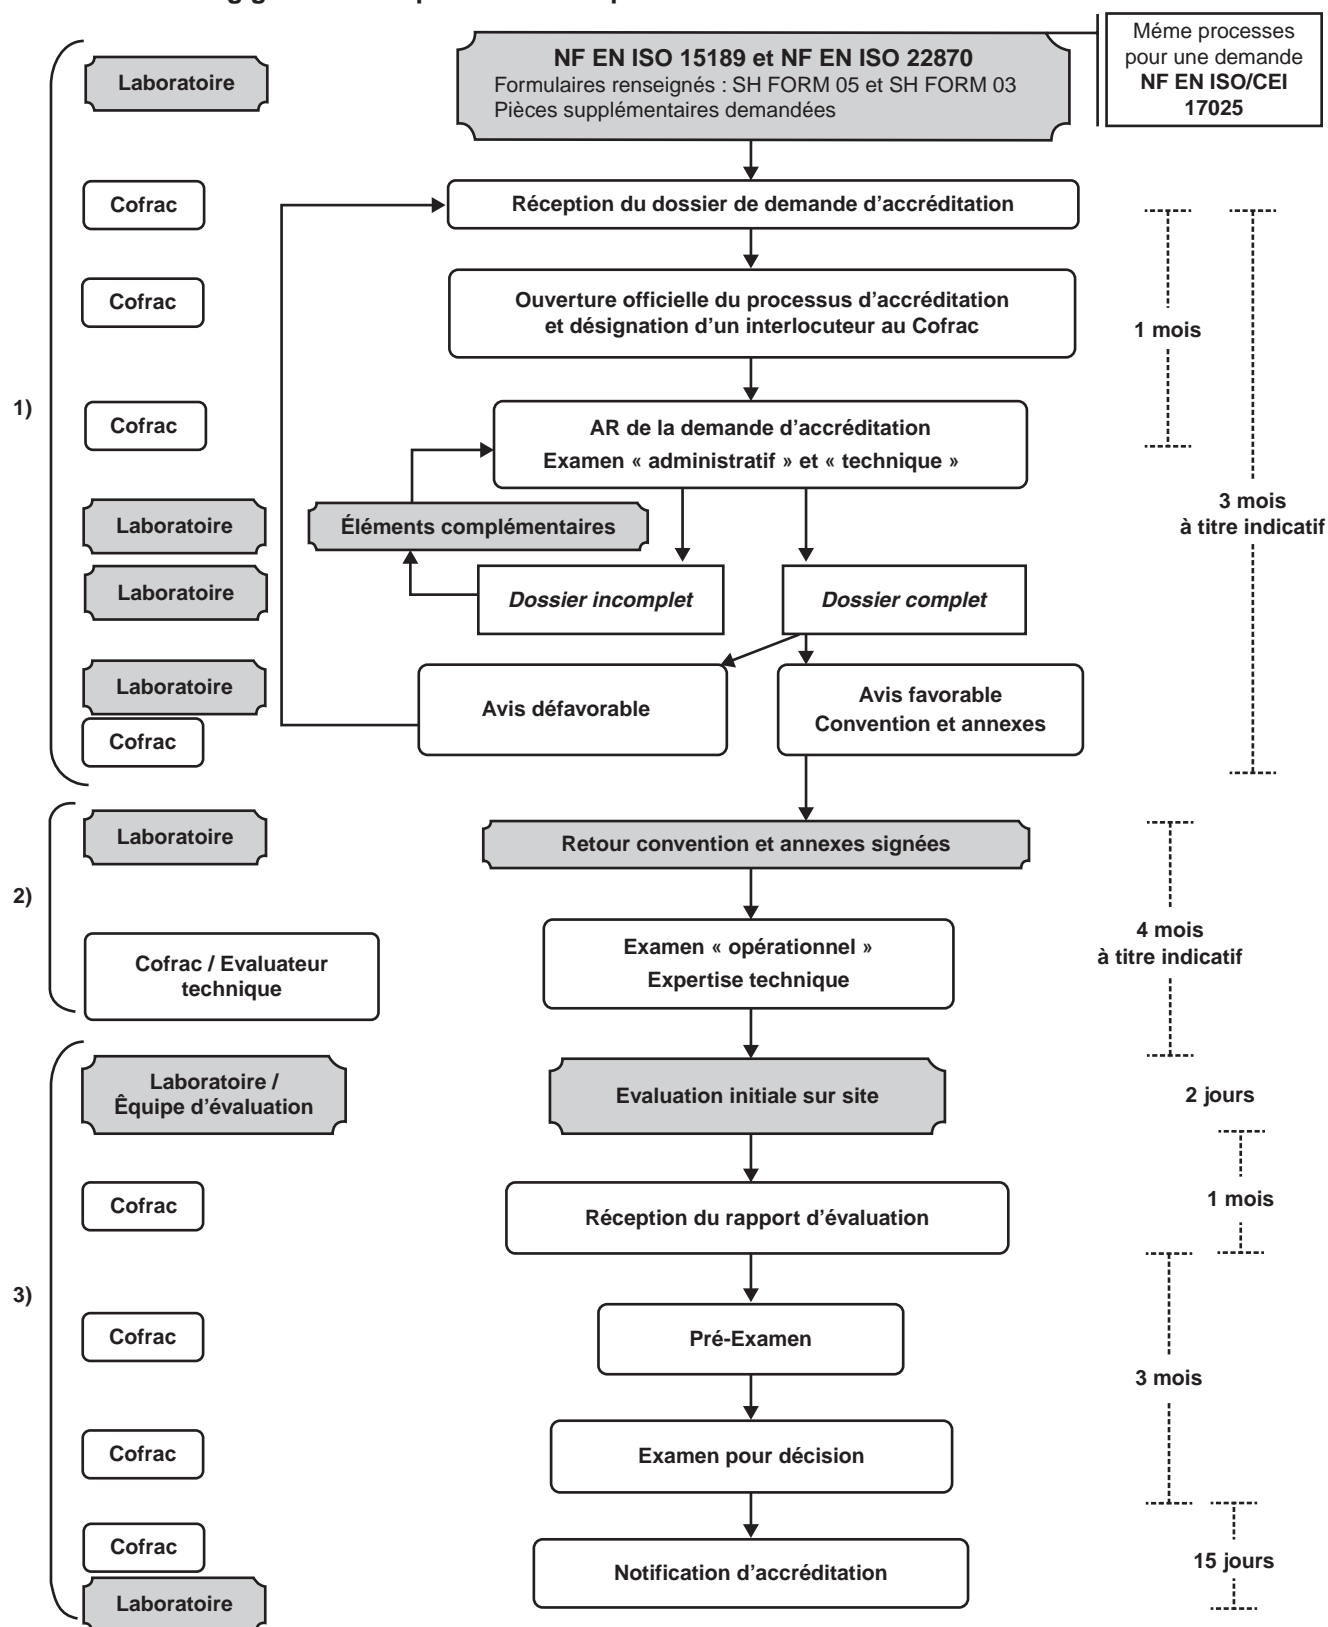 NF EN ISO 15189 et NF EN ISO 22870
Formulaires renseignés : SH FORM 05 et SH FORM 03
Pièces supplémentaires demandées
Méme processes
pour une demande
NF EN ISO/CEI
17025
Laboratoire
Cofrac
Réception du dossier de demande d'accréditation
Cofrac
Ouverture officielle du processus d'accréditation
et désignation d'un interlocuteur au Cofrac
1 mois
1)
Cofrac
AR de la demande d'accréditation
Examen « administratif » et « technique »
3 mois
à titre indicatif
Laboratoire
Éléments complémentaires
Laboratoire
Dossier incomplet
Dossier complet
Laboratoire
Cofrac
Avis défavorable
Avis favorable
Convention et annexes
Laboratoire
Retour convention et annexes signées
2)
4 mois
à titre indicatif
Cofrac / Evaluateur
technique
Examen « opérationnel »
Expertise technique
Laboratoire /
Êquipe d'évaluation
Evaluation initiale sur site
2 jours
Cofrac
Réception du rapport d'évaluation
1 mois
3)
Cofrac
Pré-Examen
3 mois
Cofrac
Examen pour décision
Cofrac
Notification d'accréditation
15 jours
Laboratoire